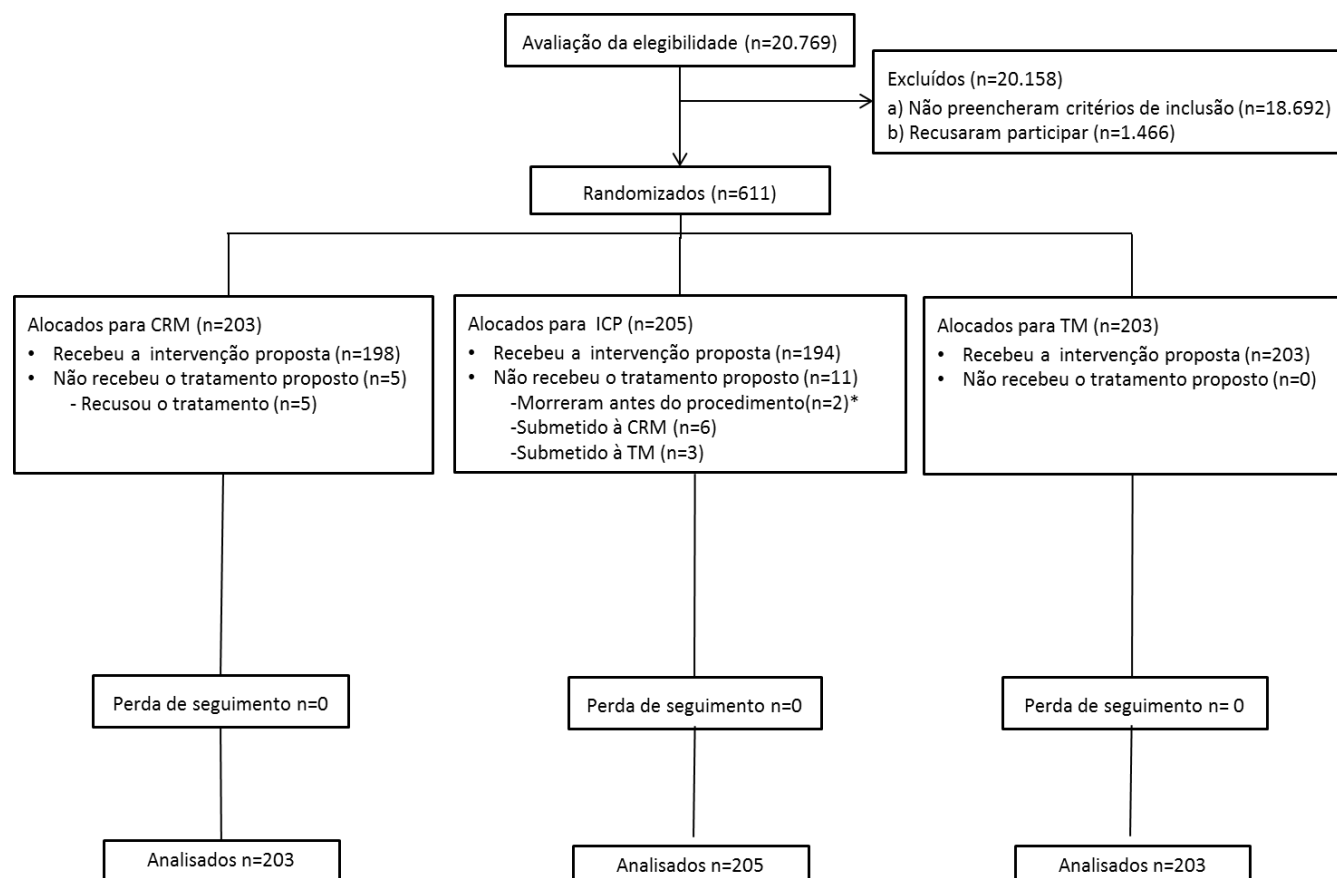 Avaliação da elegibilidade (n=20.769)
Excluídos (n=20.158)
a) Não preencheram critérios de inclusão (n=18.692)
b) Recusaram participar (n=1.466)
Randomizados (n=611)
Alocados para CRM (n=203)
• Recebeu a intervenção proposta (n=198)
• Não recebeu o tratamento proposto (n=5)
- Recusou o tratamento (n=5)
Alocados para ICP (n=205)
• Recebeu a intervenção proposta (n=194)
• Não recebeu o tratamento proposto (n=11)
-Morreram antes do procedimento(n=2)*
-Submetido à CRM (n=6)
-Submetido à TM (n=3)
Alocados para TM (n=203)
• Recebeu a intervenção proposta (n=203)
• Não recebeu o tratamento proposto (n=0)
Perda de seguimento n=0
Perda de seguimento n=0
Perda de seguimento n= 0
Analisados n=203
Analisados n=205
Analisados n=203